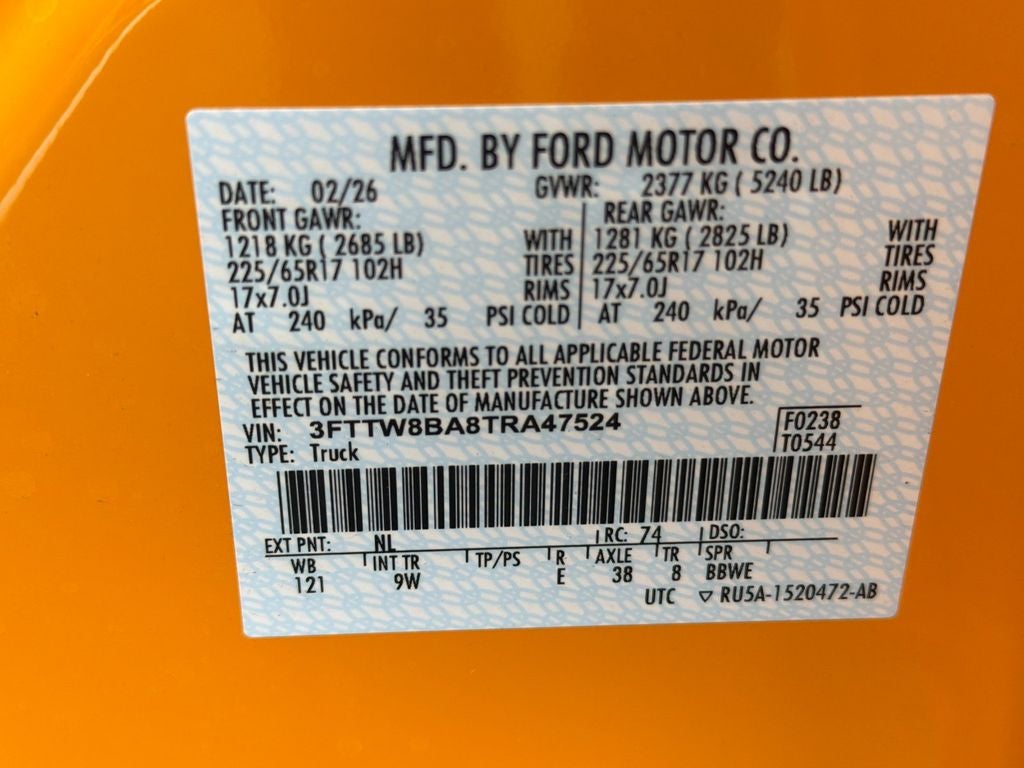 MFD. BY FORD MOTOR CO.
DATE: 02/26 GVWR: 2377 KG ( 5240 LB)
FRONT GAWR: REAR GAWR:
1218 KG ( 2685 LB) WITH 1281 KG ( 2825 LB) WITH
225/65R17 102H TIRES 225/65R17 102H TIRES
17x7.0J RIMS 17x7.0J RIMS
AT 240 kPa/ 35 PSI COLD AT 240 kPa/ 35 PSI COLD
THIS VEHICLE CONFORMS TO ALL APPLICABLE FEDERAL MOTOR
VEHICLE SAFETY AND THEFT PREVENTION STANDARDS IN
EFFECT ON THE DATE OF MANUFACTURE SHOWN ABOVE.
VIN: 3FTTW8BA8TRA47524 F0238
TYPE: Truck T0544
EXT PNT: NL RC: 74 DSO:
WB INT TR TP/PS R AXLE TR SPR
121 9W E 38 8 BBWE
UTC ▽ RU5A-1520472-AB